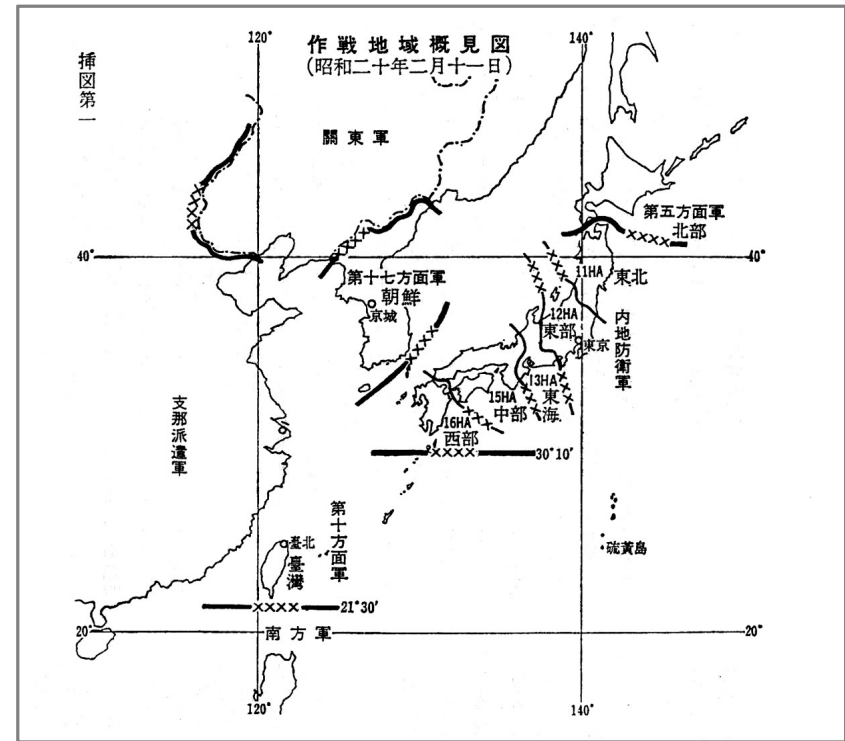 挿図第一
作戦地域概見図
(昭和二十年二月十一日)
120°
140°
關東軍
第五方面軍
北部
40°
40°
第十七方面軍
朝鮮
京城
11HA
東北
12HA
東部
東京
内地防衛軍
13HA
東海
15HA
中部
16HA
西部
30°10′
支那派遣軍
第十方面軍
臺北
臺灣
硫黄島
21°30′
20°
南方軍
20°
120°
140°